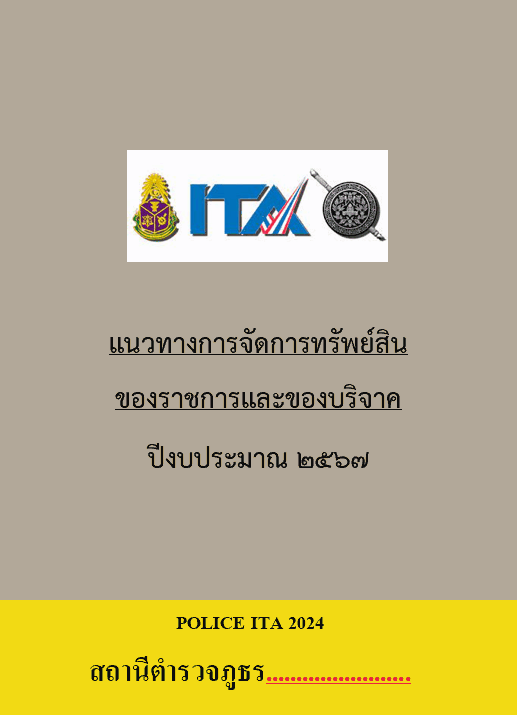 ITA
แนวทางการจัดการทรัพย์สิน
ของราชการและของบริจาค
ปีงบประมาณ ๒๕๖๗
POLICE ITA 2024
สถานีตำรวจภูธร........................